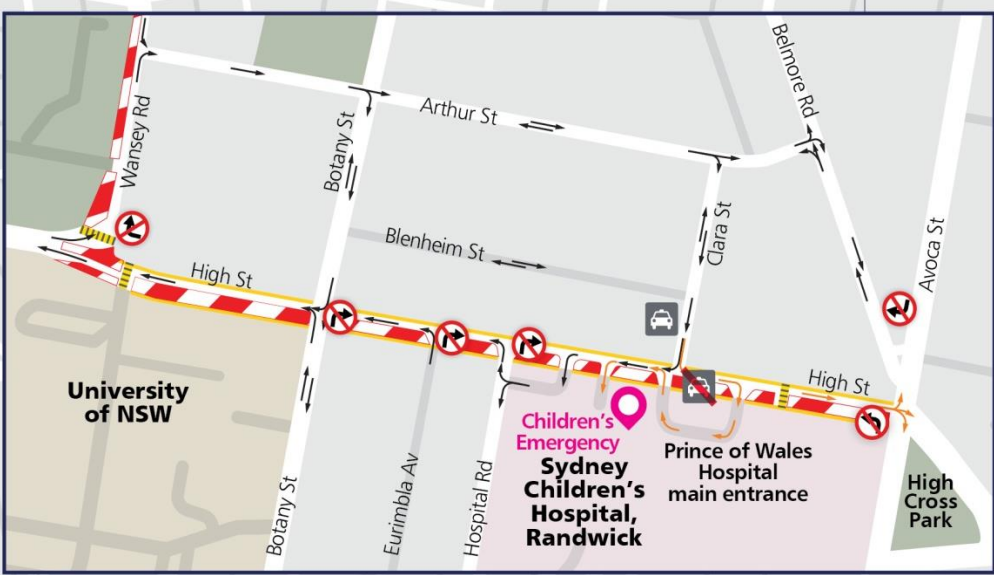 Belmore Rd
Wansey Rd
Arthur St
Botany St
Clara St
Avoca St
Blenheim St
High St
High St
University
of NSW
Children's
Emergency
Sydney
Children's
Hospital,
Randwick
Prince of Wales
Hospital
main entrance
High
Cross
Park
Botany St
Eurimbla Av
Hospital Rd